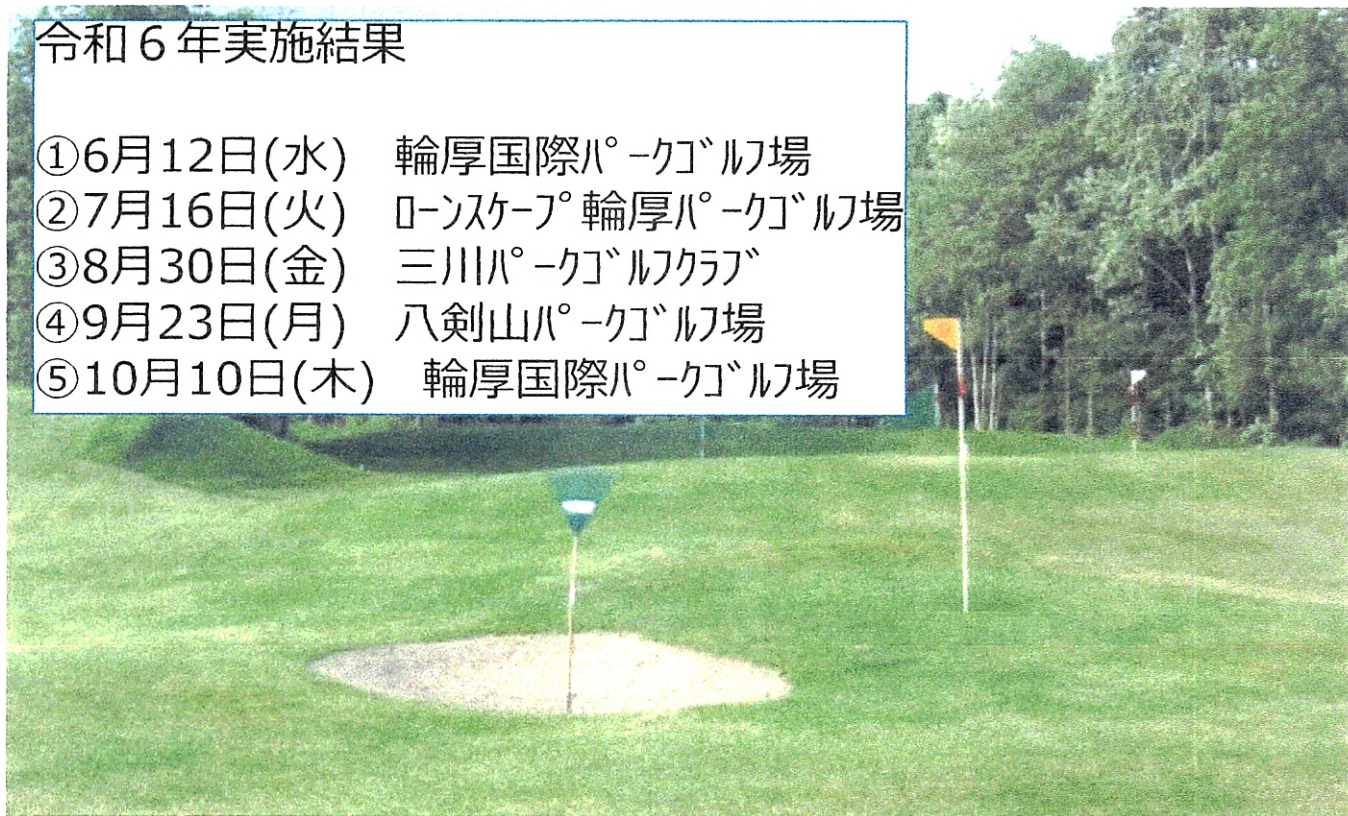 令和６年実施結果
①6月12日(水)　輪厚国際ﾊﾟｰｸｺﾞﾙﾌ場
②7月16日(火)　ﾛｰﾝｽｹｰﾌﾟ輪厚ﾊﾟｰｸｺﾞﾙﾌ場
③8月30日(金)　三川ﾊﾟｰｸｺﾞﾙﾌｸﾗﾌﾞ
④9月23日(月)　八剣山ﾊﾟｰｸｺﾞﾙﾌ場
⑤10月10日(木)　輪厚国際ﾊﾟｰｸｺﾞﾙﾌ場